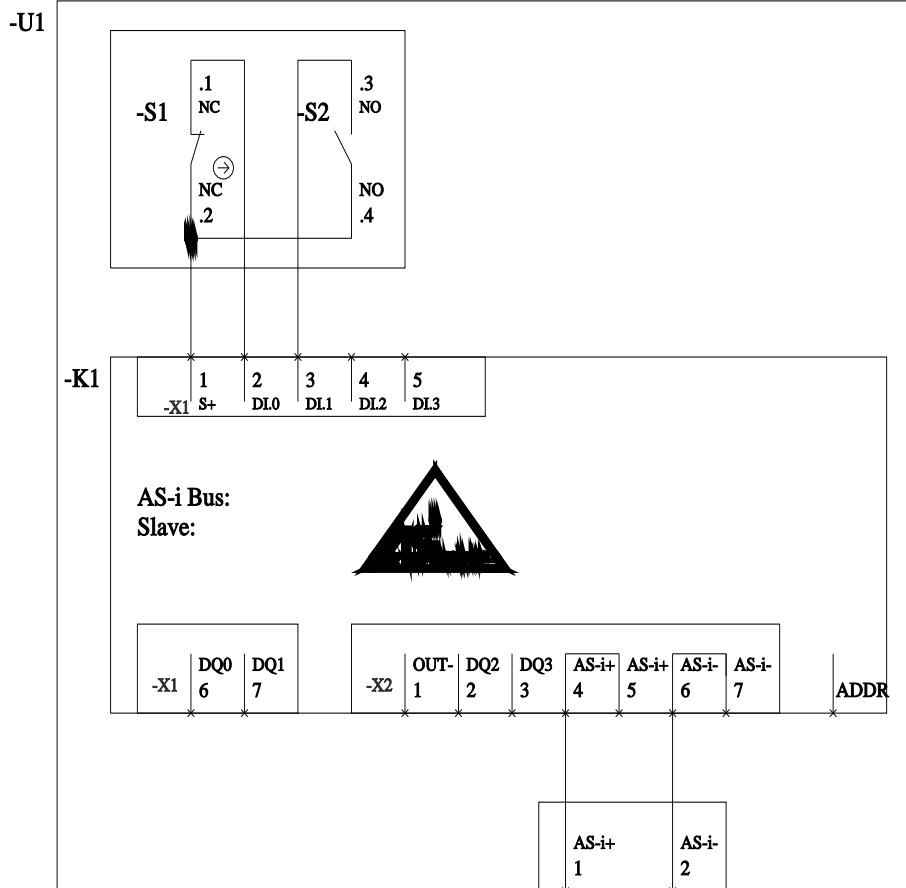 -U1
.1
NC
-S1
NC
.2
.3
NO
-S2
NO
.4
-K1
1 2 3 4 5
-X1 S+ DI.0 DI.1 DI.2 DI.3
AS-i Bus:
Slave:
-X1 DQ0 DQ1
6 7
-X2 OUT- DQ2 DQ3 AS-i+ AS-i+ AS-i- AS-i-
1 2 3 4 5 6 7
ADDR
AS-i+ AS-i-
1 2